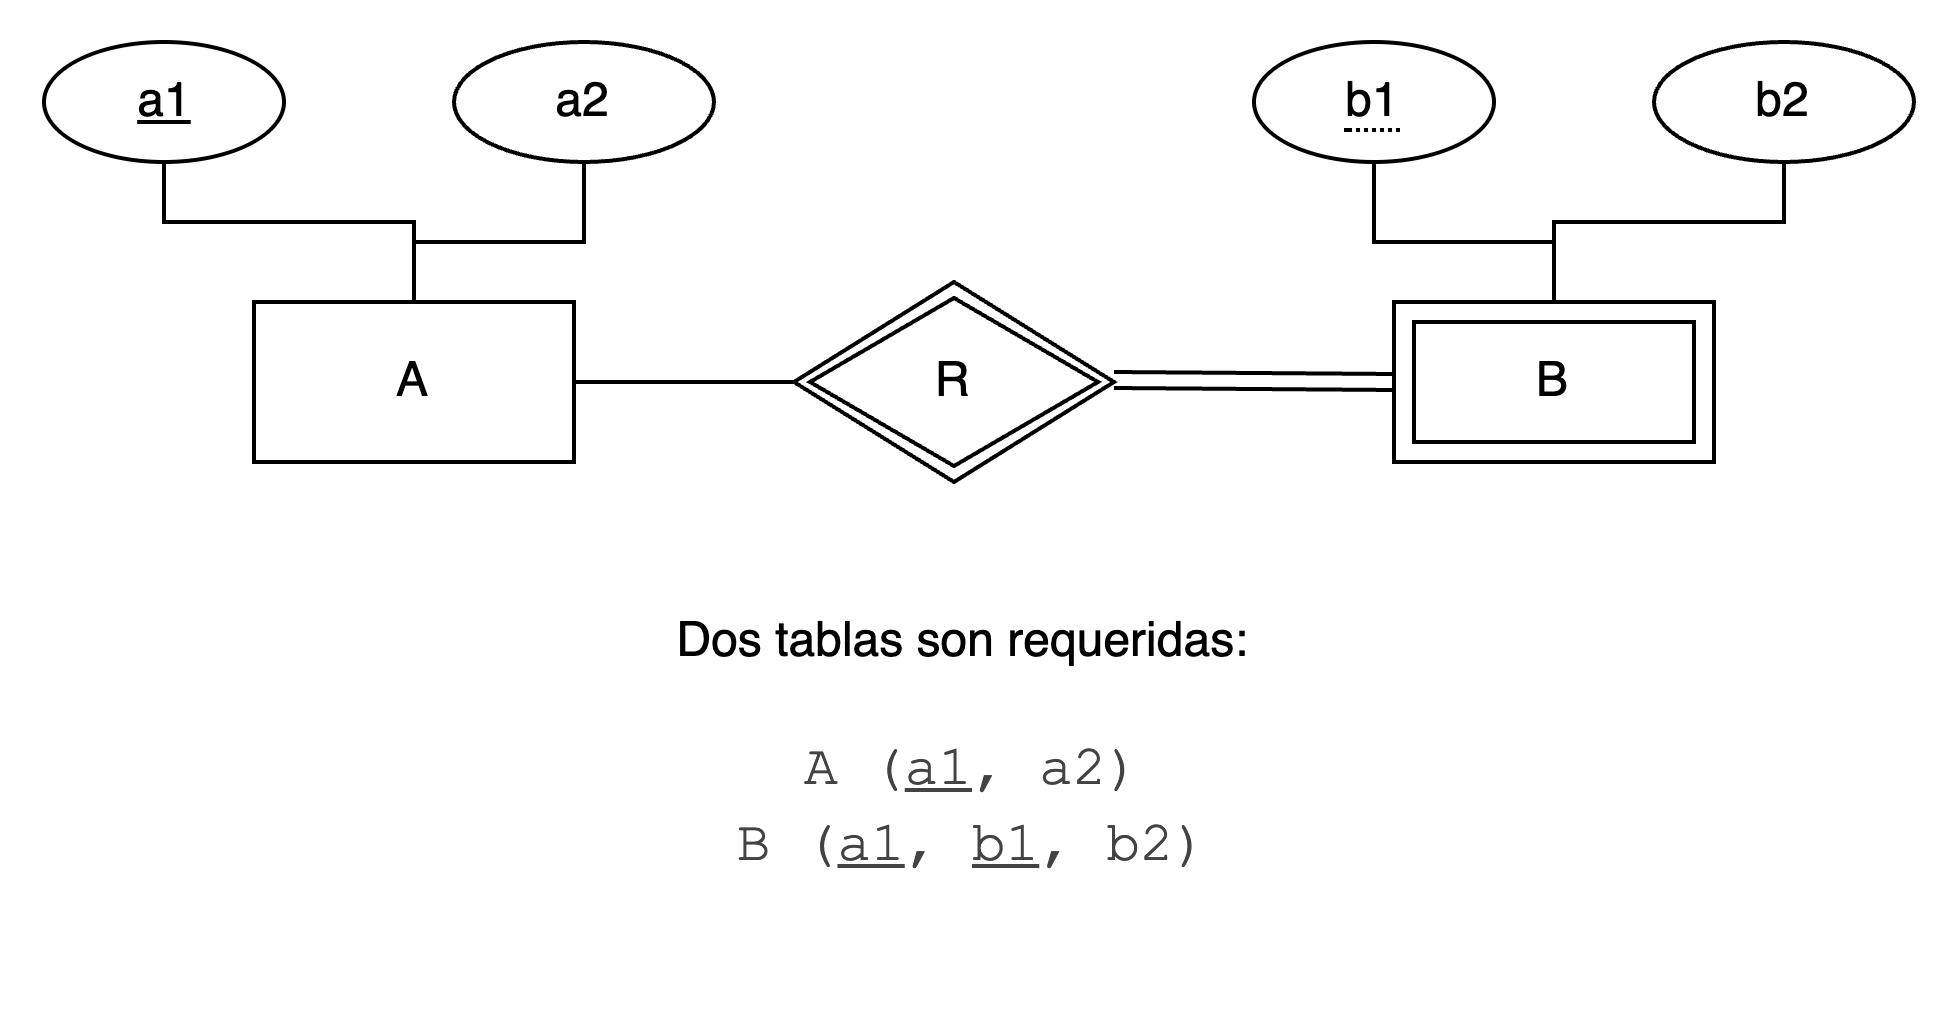 a1 a2 b1 b2
A R B
Dos tablas son requeridas:
A (a1, a2)
B (a1, b1, b2)